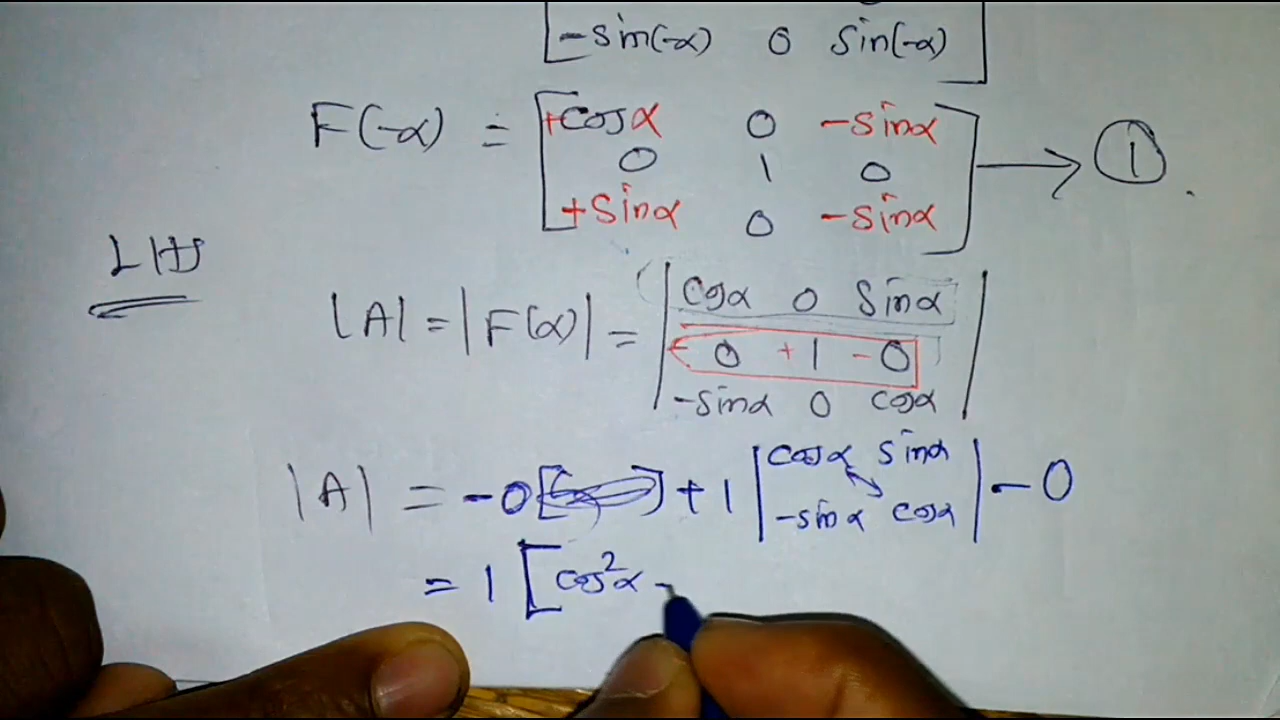 -sin(-α) 0 sin(-α)
F(-α) = [+cosα 0 -sinα
0 1 0
+sinα 0 -sinα] → ①
LHS
|A| = |F(α)| = |cosα 0 sinα
0 +1 -0
-sinα 0 cosα|
|A| = -0[ ] +1 |cosα sinα
-sinα cosα| - 0
= 1 [cos²α -